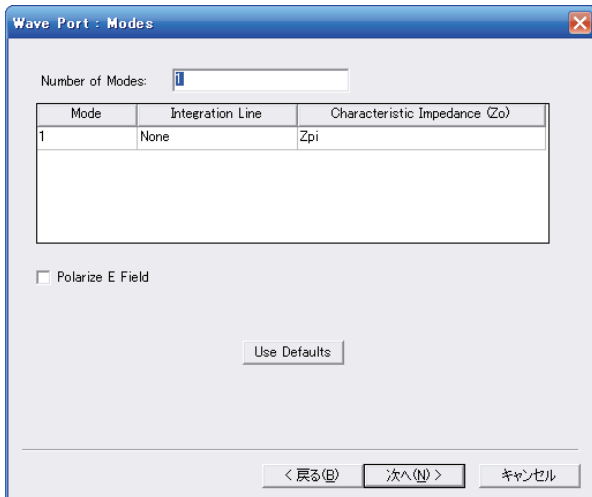 Wave Port : Modes
Number of Modes: 1
Mode Integration Line Characteristic Impedance (Zo)
1 None Zpi
Polarize E Field
Use Defaults
< 戻る(B) 次へ(N) > キャンセル